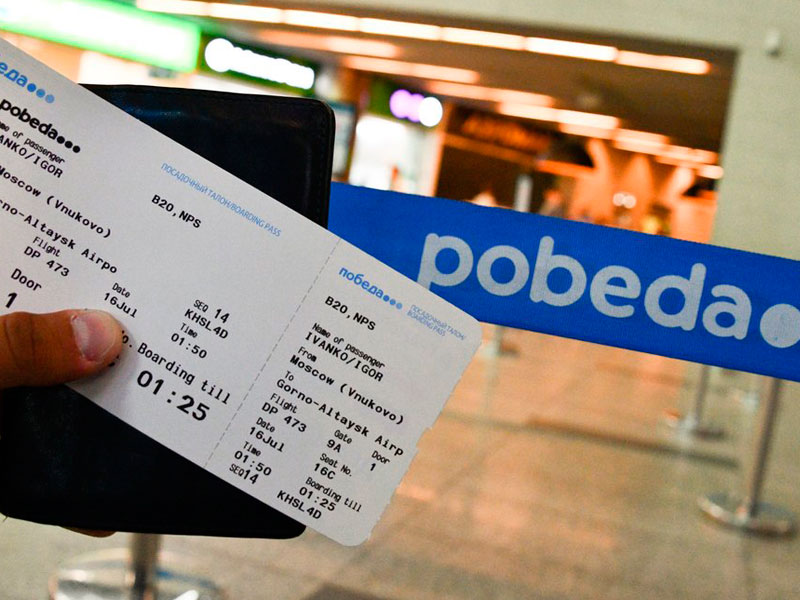 победа
pobeda
Name of passenger
IVANKO/IGOR
Moscow (Vnukovo)
Gorno-Altaysk Airpo
Flight
DP 473
Date
16Jul
Door
1
ПОСАДОЧНЫЙ ТАЛОН/BOARDING PASS
B20,NPS
SEQ 14
KHSL4D
Time
01:50
Boarding till
01:25
победа
ПОСАДОЧНЫЙ ТАЛОН/
BOARDING PASS
B20,NPS
Name of passenger
IVANKO/IGOR
From
Moscow (Vnukovo)
To
Gorno-Altaysk Airp
Flight
DP 473
Gate
9A
Door
1
Date
16Jul
Seat No.
16C
Time
01:50
Boarding till
01:25
SEQ14
KHSL4D
pobeda